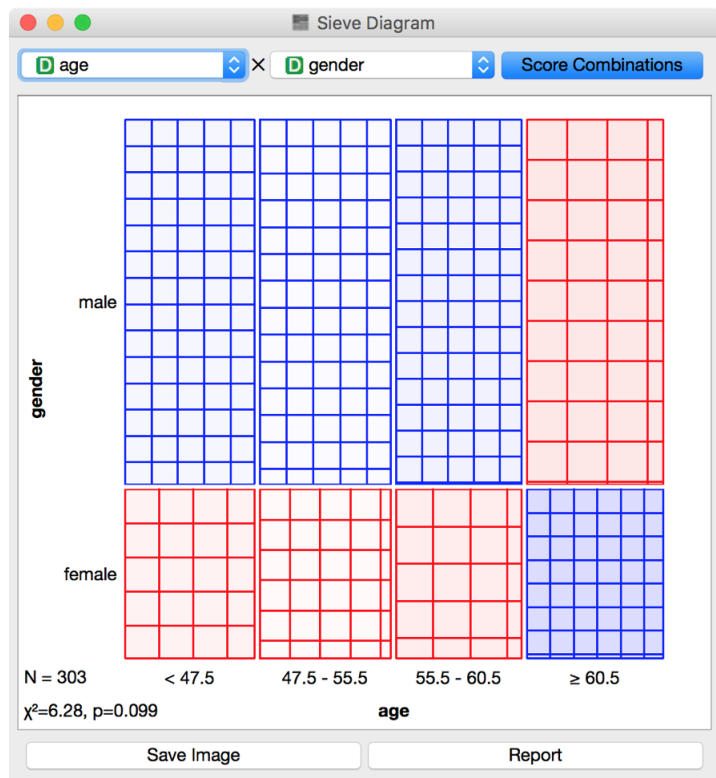 Sieve Diagram
D age × D gender Score Combinations
male
gender
female
N = 303 < 47.5 47.5 - 55.5 55.5 - 60.5 ≥ 60.5
χ²=6.28, p=0.099 age
Save Image Report